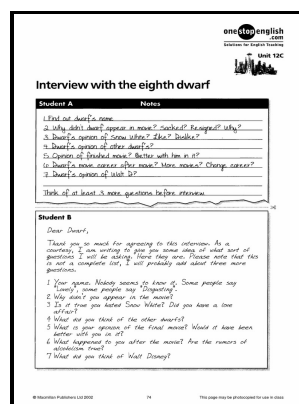 onestopenglish
.com
Solutions for English Teaching
Unit 12C
Interview with the eighth dwarf
Student A Notes
1 Find out dwarf's name
2 Why didn't dwarf appear in movie? Sacked? Resigned? Why?
3 Dwarf's opinion of Snow White? Like? Dislike?
4 Dwarf's opinion of other dwarfs?
5 Opinion of finished movie? Better with him in it?
6 Dwarf's movie career after movie? More movies? Change career?
7 Dwarf's opinion of Walt D?
Think of at least 3 more questions before interview
Student B
Dear Dwarf,
Thank you so much for agreeing to this interview. As a
courtesy, I am writing to give you some idea of what sort of
questions I will be asking. Here they are. Please note that this
is not a complete list, I will probably add about three more
questions.
1 Your name. Nobody seems to know it. Some people say
'Lovely', some people say 'Disgusting'.
2 Why didn't you appear in the movie?
3 Is it true you hated Snow White? Did you have a love
affair?
4 What did you think of the other dwarfs?
5 What is your opinion of the final movie? Would it have been
better with you in it?
6 What happened to you after the movie? Are the rumors of
alcoholism true?
7 What did you think of Walt Disney?
© Macmillan Publishers Ltd 2002
74
This page may be photocopied for use in class